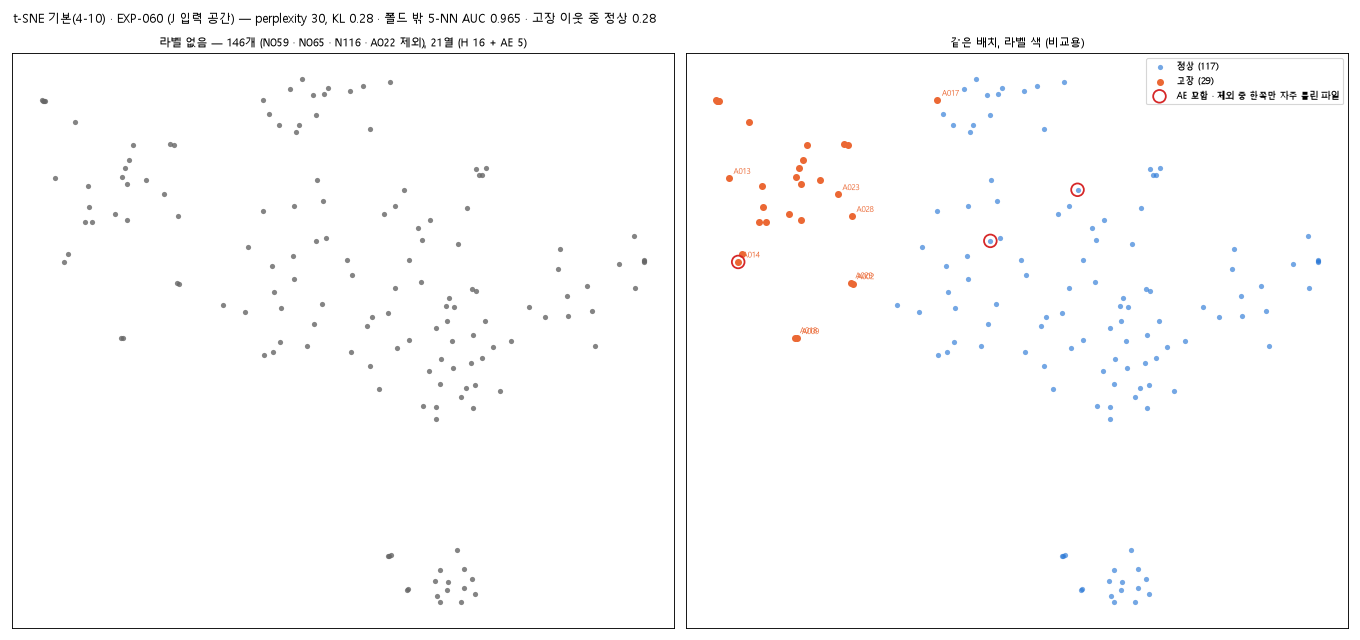 t-SNE 기본(4-10) · EXP-060 (J 입력 공간) — perplexity 30, KL 0.28 · 폴드 밖 5-NN AUC 0.965 · 고장 이웃 중 정상 0.28
라벨 없음 — 146개 (N059 · N065 · N116 · A022 제외), 21열 (H 16 + AE 5)
같은 배치, 라벨 색 (비교용)
정상 (117)
고장 (29)
AE 포함 · 제외 중 한쪽만 자주 틀린 파일
A017
A013
A023
A028
A014